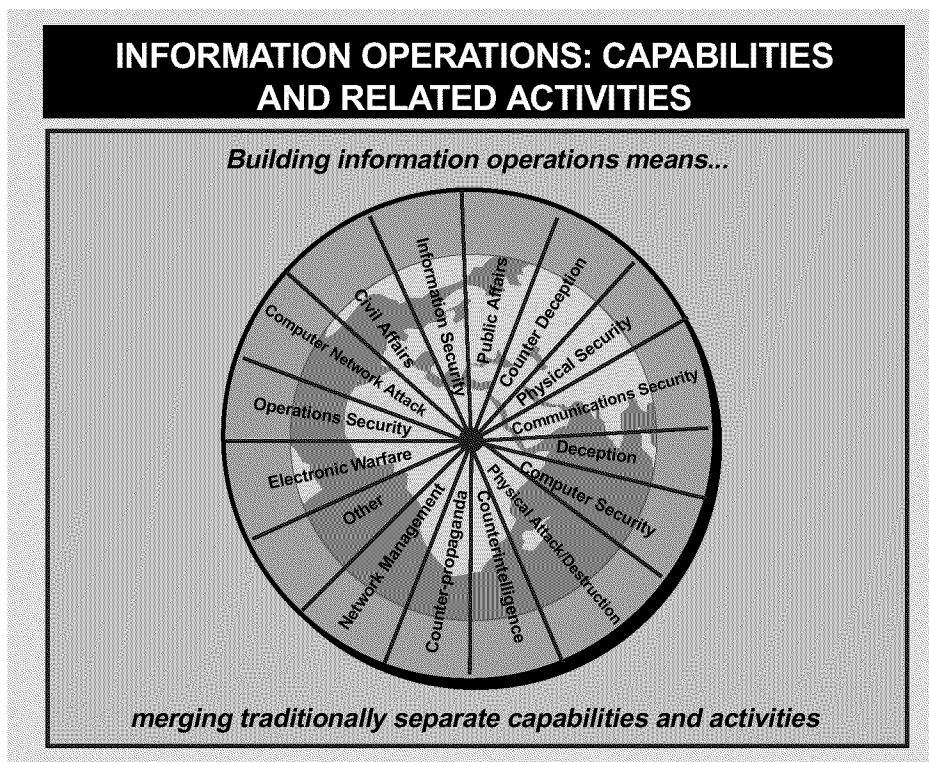 INFORMATION OPERATIONS: CAPABILITIES
AND RELATED ACTIVITIES
Building information operations means...
Public Affairs
Counter Deception
Physical Security
Communications Security
Deception
Computer Security
Physical Attack/Destruction
Counterintelligence
Counter-propaganda
Network Management
Other
Electronic Warfare
Operations Security
Computer Network Attack
Civil Affairs
Information Security
merging traditionally separate capabilities and activities